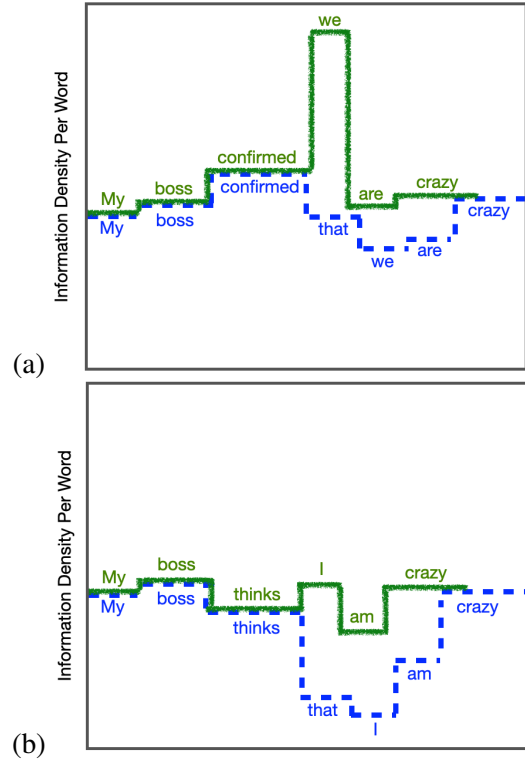 we
confirmed
boss crazy
My are
My boss confirmed that crazy
we are
Information Density Per Word
(a)
boss I
My thinks am crazy
My boss thinks crazy
am
that
I
Information Density Per Word
(b)